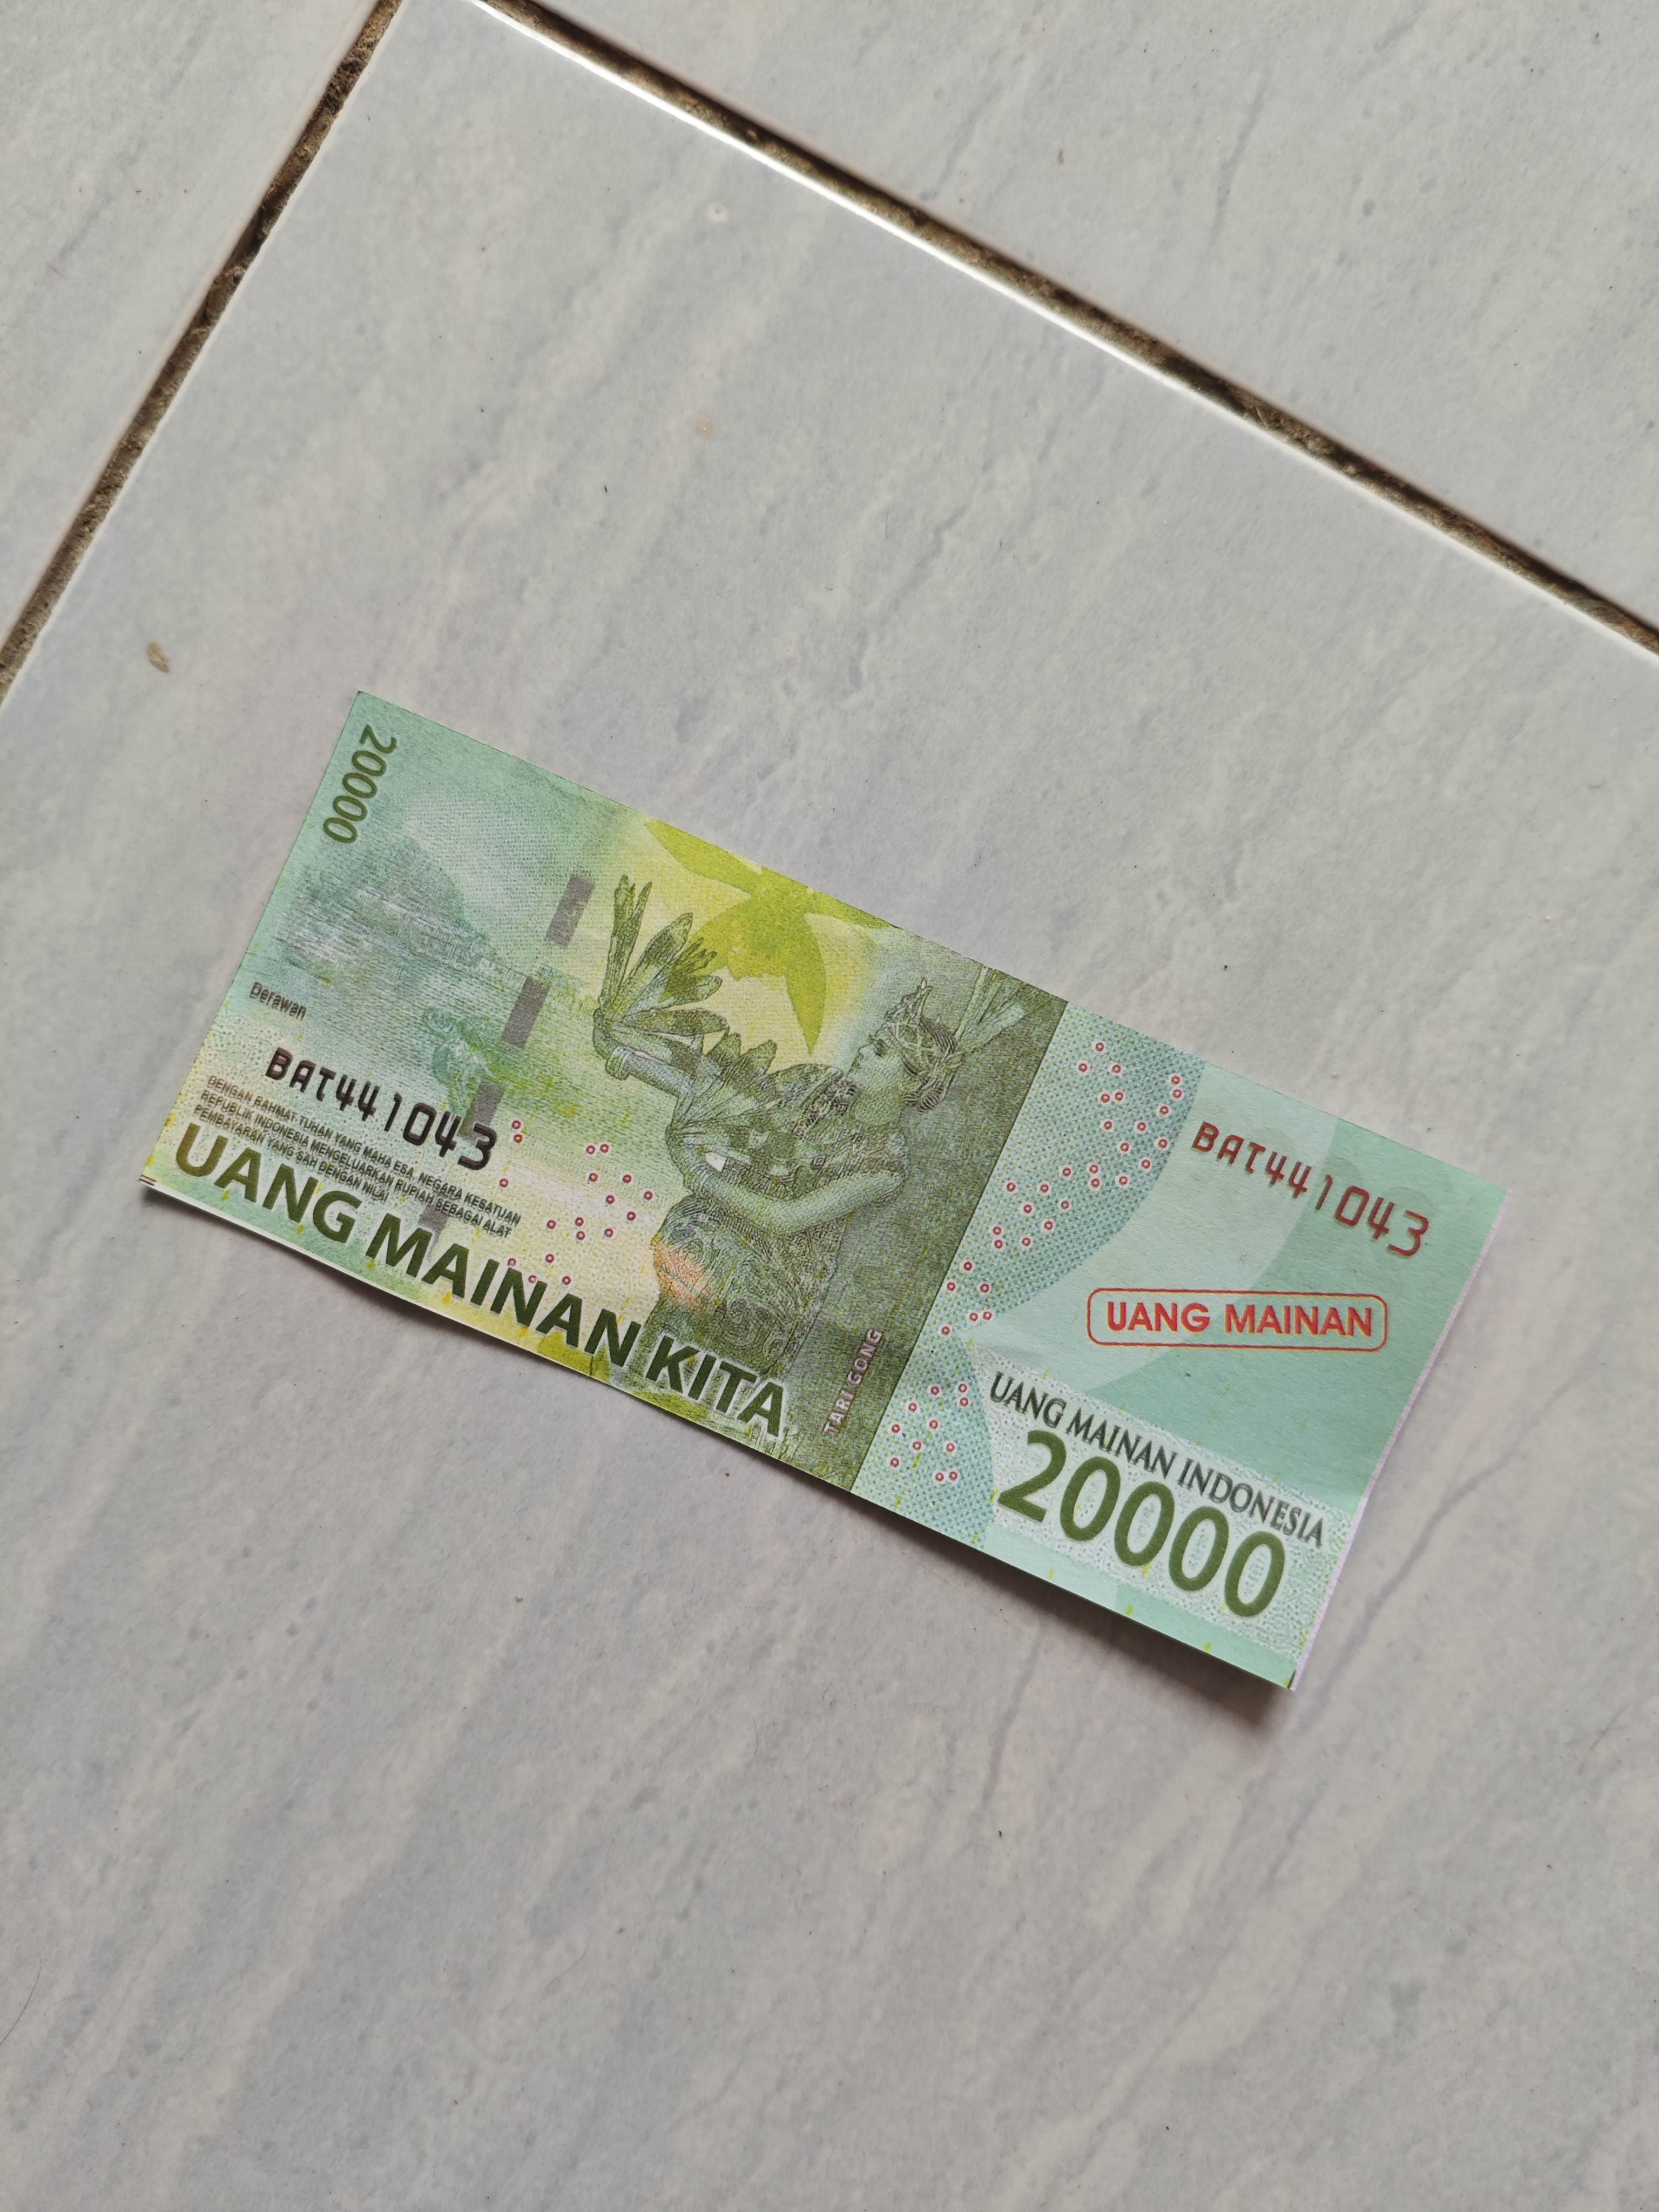 20000
Derawan
BAT441043
DENGAN RAHMAT TUHAN YANG MAHA ESA, NEGARA KESATUAN
REPUBLIK INDONESIA MENGELUARKAN RUPIAH SEBAGAI ALAT
PEMBAYARAN YANG SAH DENGAN NILAI
UANG MAINAN KITA
TARI GONG
BAT441043
UANG MAINAN
UANG MAINAN INDONESIA
20000